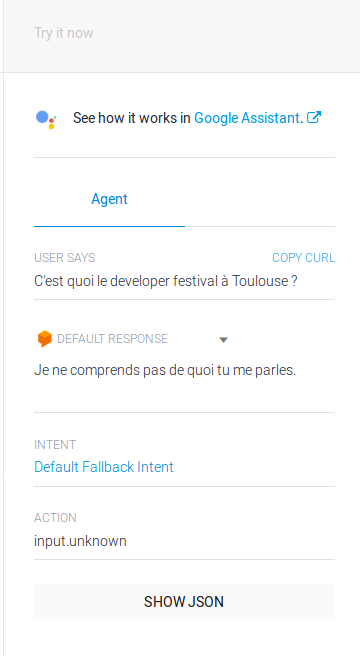 Try it now
See how it works in Google Assistant.
Agent
USER SAYS COPY CURL
C'est quoi le developer festival à Toulouse ?
DEFAULT RESPONSE
Je ne comprends pas de quoi tu me parles.
INTENT
Default Fallback Intent
ACTION
input.unknown
SHOW JSON